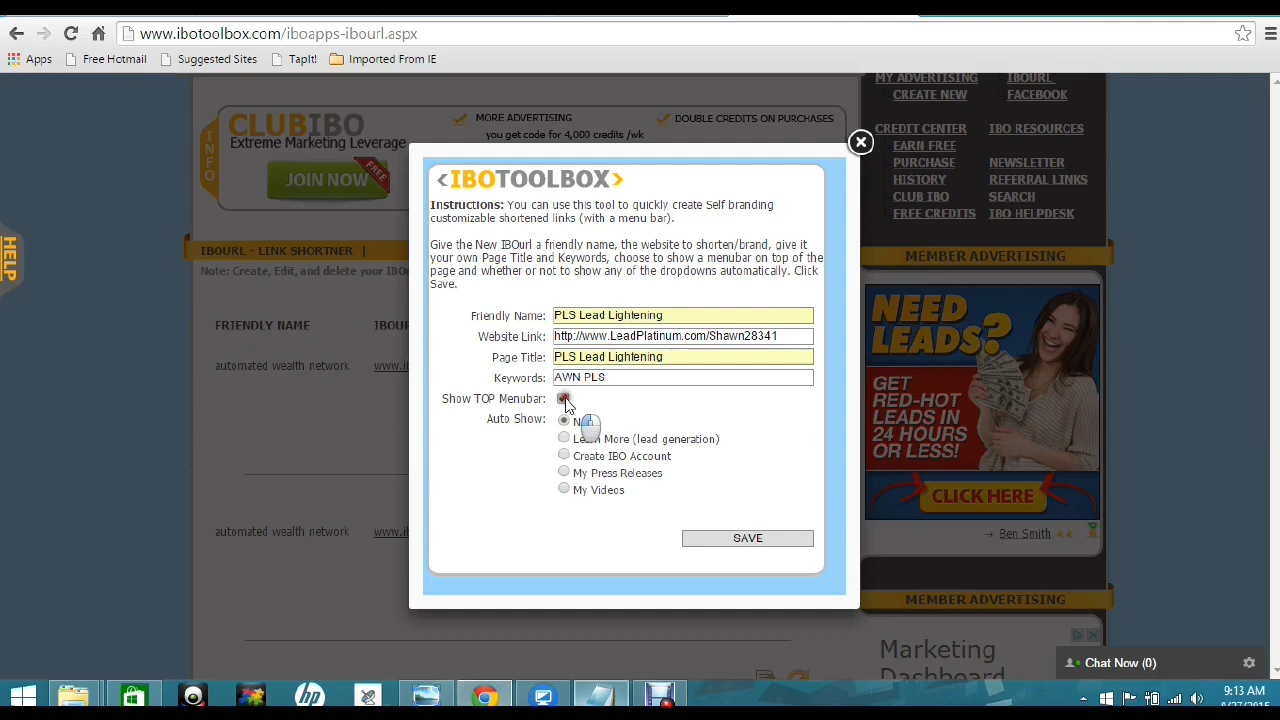 www.ibotoolbox.com/iboapps-ibourl.aspx
Apps Free Hotmail Suggested Sites TapIt! Imported From IE
INFO
CLUBIBO
Extreme Marketing Leverage
JOIN NOW
FREE
MORE ADVERTISING
you get code for 4,000 credits /wk
DOUBLE CREDITS ON PURCHASES
MY ADVERTISING
CREATE NEW
IBOURL
FACEBOOK
CREDIT CENTER
EARN FREE
PURCHASE
HISTORY
CLUB IBO
FREE CREDITS
IBO RESOURCES
NEWSLETTER
REFERRAL LINKS
SEARCH
IBO HELPDESK
HELP
IBOURL - LINK SHORTNER |
Note: Create, Edit, and delete your
FRIENDLY NAME
automated wealth network
automated wealth network
<IBOTOOLBOX>
Instructions: You can use this tool to quickly create Self branding
customizable shortened links (with a menu bar).
Give the New IBOurl a friendly name, the website to shorten/brand, give it
your own Page Title and Keywords, choose to show a menubar on top of the
page and whether or not to show any of the dropdowns automatically. Click
Save.
Friendly Name: PLS Lead Lightening
Website Link: http://www.LeadPlatinum.com/Shawn28341
Page Title: PLS Lead Lightening
Keywords: AWN PLS
Show TOP Menubar:
Auto Show:
Learn More (lead generation)
Create IBO Account
My Press Releases
My Videos
SAVE
MEMBER ADVERTISING
NEED
LEADS?
GET
RED-HOT
LEADS IN
24 HOURS
OR LESS!
CLICK HERE
→ Ben Smith
MEMBER ADVERTISING
Marketing
Dashboard
Chat Now (0)
hp
9:13 AM
8/27/2015